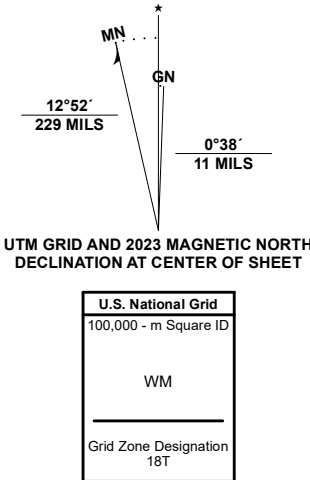 ★
MN
GN
12°52´
229 MILS
0°38´
11 MILS
UTM GRID AND 2023 MAGNETIC NORTH
DECLINATION AT CENTER OF SHEET
U.S. National Grid
100,000 - m Square ID
WM
Grid Zone Designation
18T